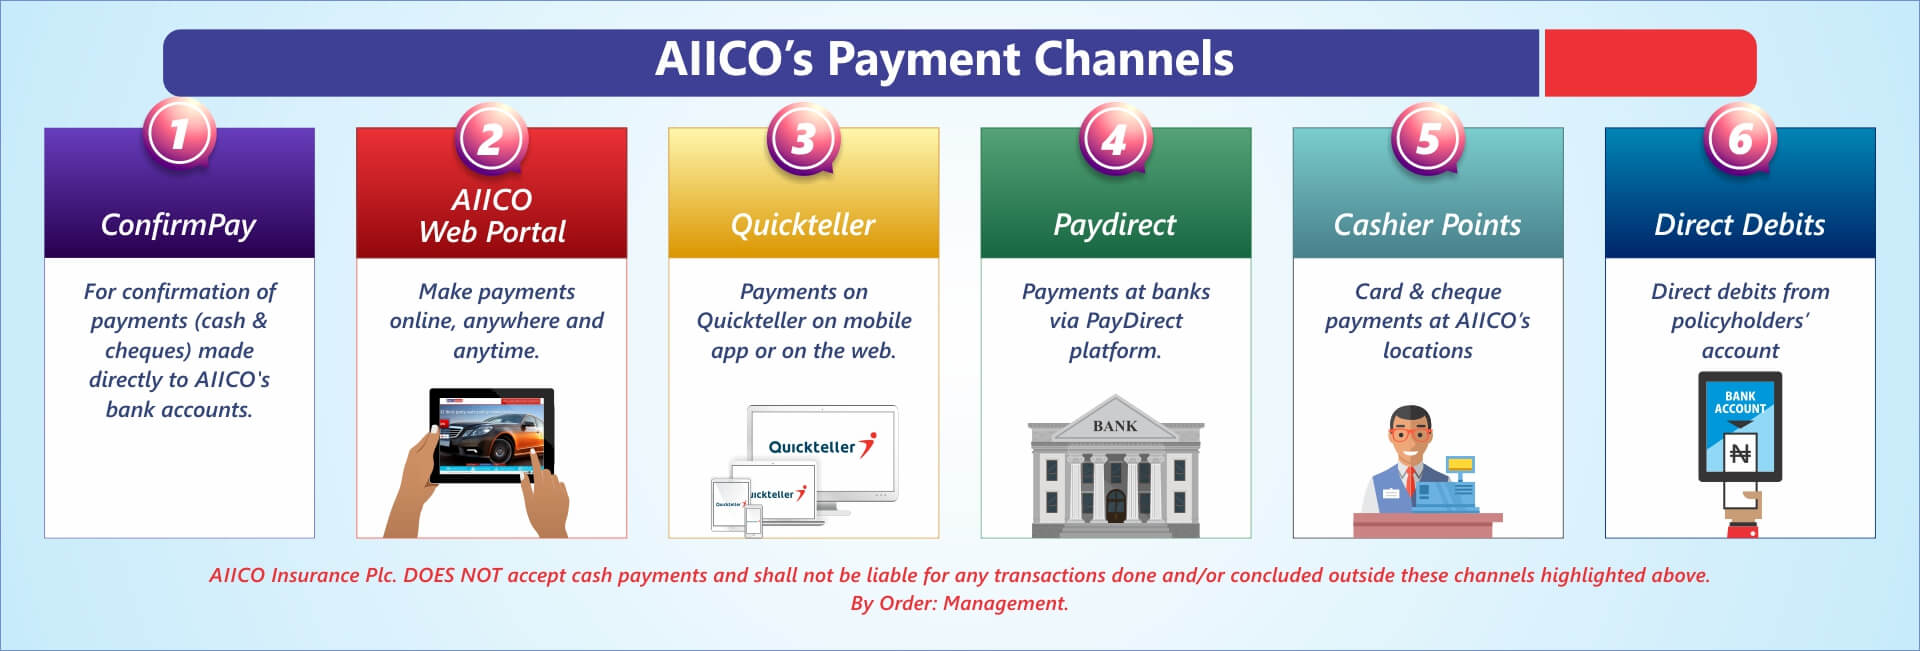 AIICO’s Payment Channels
1
ConfirmPay
For confirmation of
payments (cash &
cheques) made
directly to AIICO's
bank accounts.
2
AIICO
Web Portal
Make payments
online, anywhere and
anytime.
3
Quickteller
Payments on
Quickteller on mobile
app or on the web.
Quickteller
uickteller
Quickteller
4
Paydirect
Payments at banks
via PayDirect
platform.
BANK
5
Cashier Points
Card & cheque
payments at AIICO's
locations
6
Direct Debits
Direct debits from
policyholders’
account
BANK
ACCOUNT
₦
AIICO Insurance Plc. DOES NOT accept cash payments and shall not be liable for any transactions done and/or concluded outside these channels highlighted above.
By Order: Management.